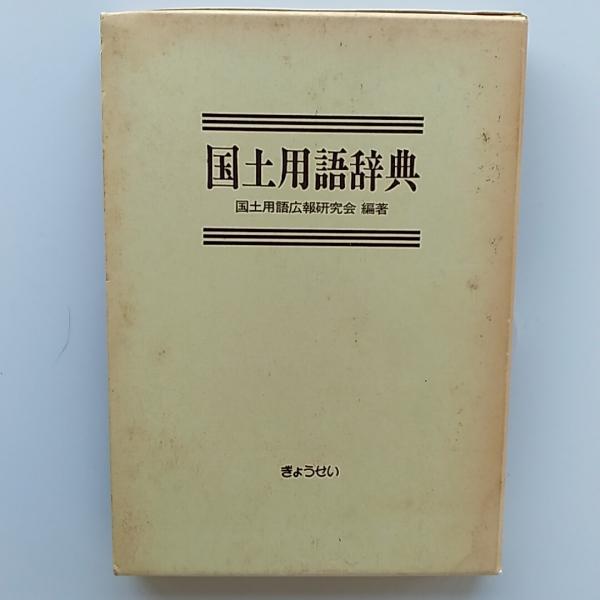 国土用語辞典
国土用語広報研究会 編著
ぎょうせい